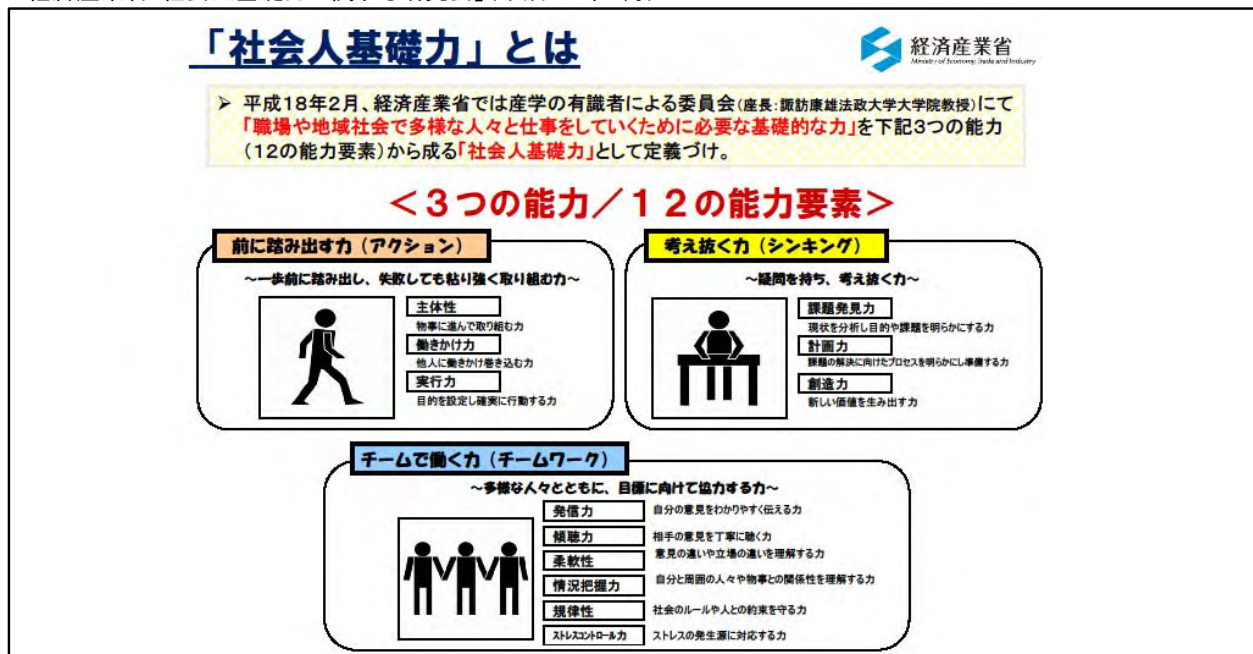 「社会人基礎力」とは
経済産業省
Ministry of Economy, Trade and Industry
➢ 平成18年2月、経済産業省では産学の有識者による委員会(座長:諏訪康雄法政大学大学院教授)にて
「職場や地域社会で多様な人々と仕事をしていくために必要な基礎的な力」を下記3つの能力
(12の能力要素)から成る「社会人基礎力」として定義づけ。
<3つの能力/12の能力要素>
前に踏み出す力(アクション)
~一歩前に踏み出し、失敗しても粘り強く取り組む力~
主体性
物事に進んで取り組む力
働きかけ力
他人に働きかけ巻き込む力
実行力
目的を設定し確実に行動する力
考え抜く力(シンキング)
~疑問を持ち、考え抜く力~
課題発見力
現状を分析し目的や課題を明らかにする力
計画力
課題の解決に向けたプロセスを明らかにし準備する力
創造力
新しい価値を生み出す力
チームで働く力(チームワーク)
~多様な人々とともに、目標に向けて協力する力~
発信力 自分の意見をわかりやすく伝える力
傾聴力 相手の意見を丁寧に聴く力
柔軟性 意見の違いや立場の違いを理解する力
情況把握力 自分と周囲の人々や物事との関係性を理解する力
規律性 社会のルールや人との約束を守る力
ストレスコントロール力 ストレスの発生源に対応する力